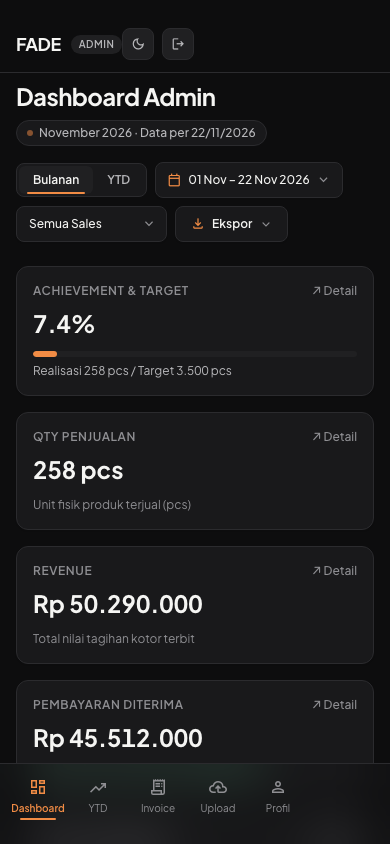 FADE ADMIN
Dashboard Admin
November 2026 · Data per 22/11/2026
Bulanan YTD 01 Nov – 22 Nov 2026
Semua Sales Ekspor
ACHIEVEMENT & TARGET Detail
7.4%
Realisasi 258 pcs / Target 3.500 pcs
QTY PENJUALAN Detail
258 pcs
Unit fisik produk terjual (pcs)
REVENUE Detail
Rp 50.290.000
Total nilai tagihan kotor terbit
PEMBAYARAN DITERIMA Detail
Rp 45.512.000
Dashboard YTD Invoice Upload Profil